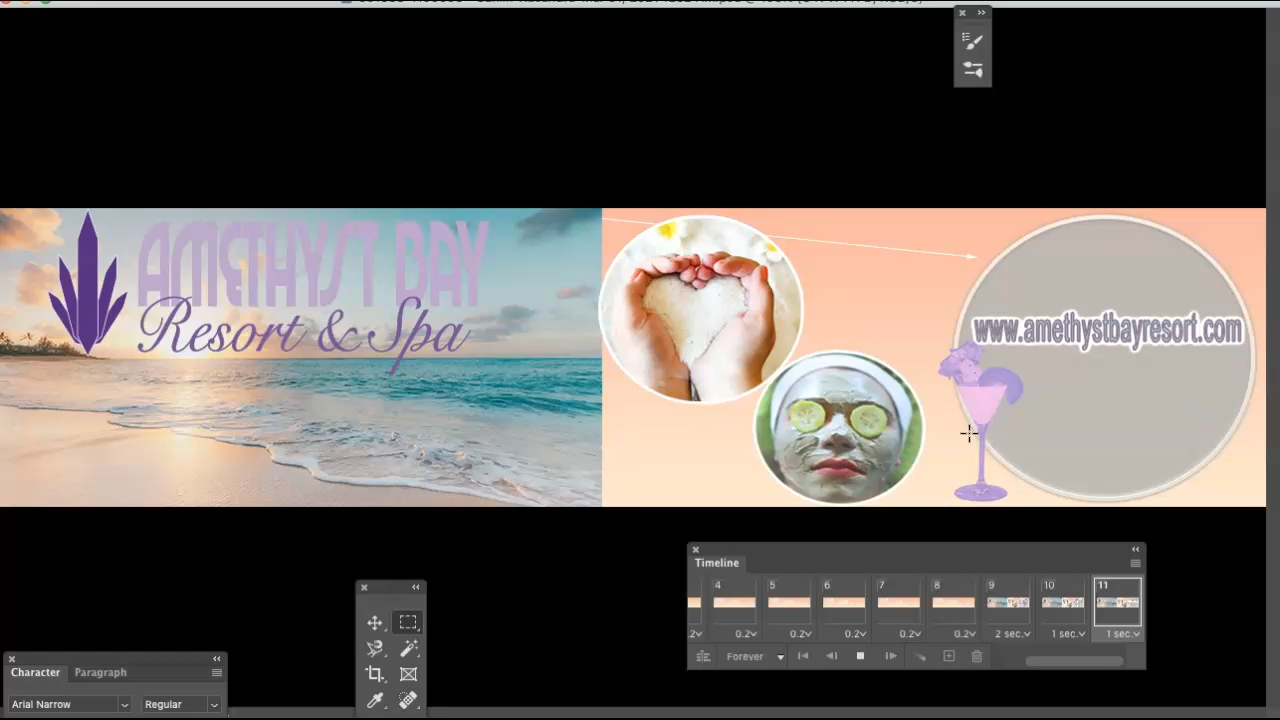 AMETHYST BAY
Resort & Spa
www.amethystbayresort.com
Timeline
4 5 6 7 8 9 10 11
0.2 0.2 0.2 0.2 0.2 2 sec. 1 sec. 1 sec.
Forever
Character Paragraph
Arial Narrow Regular